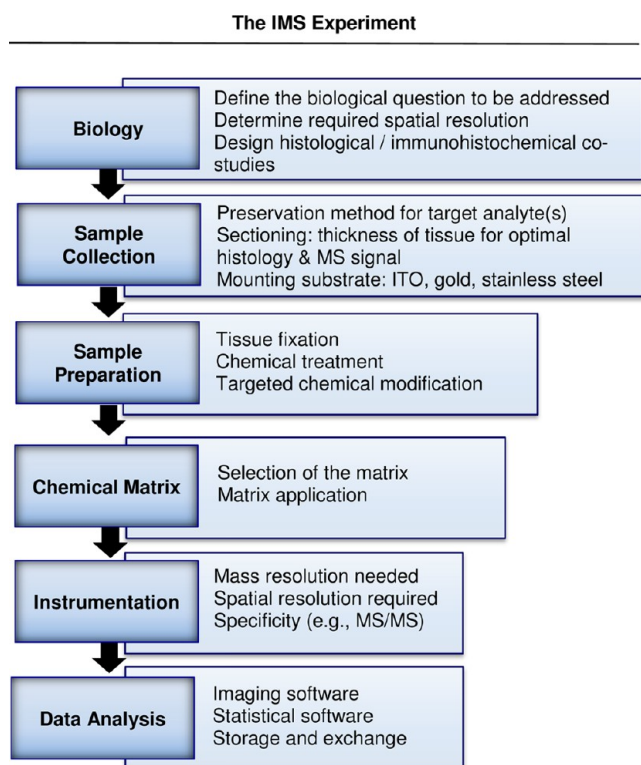 The IMS Experiment
Biology
Define the biological question to be addressed
Determine required spatial resolution
Design histological / immunohistochemical co-
studies
Sample
Collection
Preservation method for target analyte(s)
Sectioning: thickness of tissue for optimal
histology & MS signal
Mounting substrate: ITO, gold, stainless steel
Sample
Preparation
Tissue fixation
Chemical treatment
Targeted chemical modification
Chemical Matrix
Selection of the matrix
Matrix application
Instrumentation
Mass resolution needed
Spatial resolution required
Specificity (e.g., MS/MS)
Data Analysis
Imaging software
Statistical software
Storage and exchange